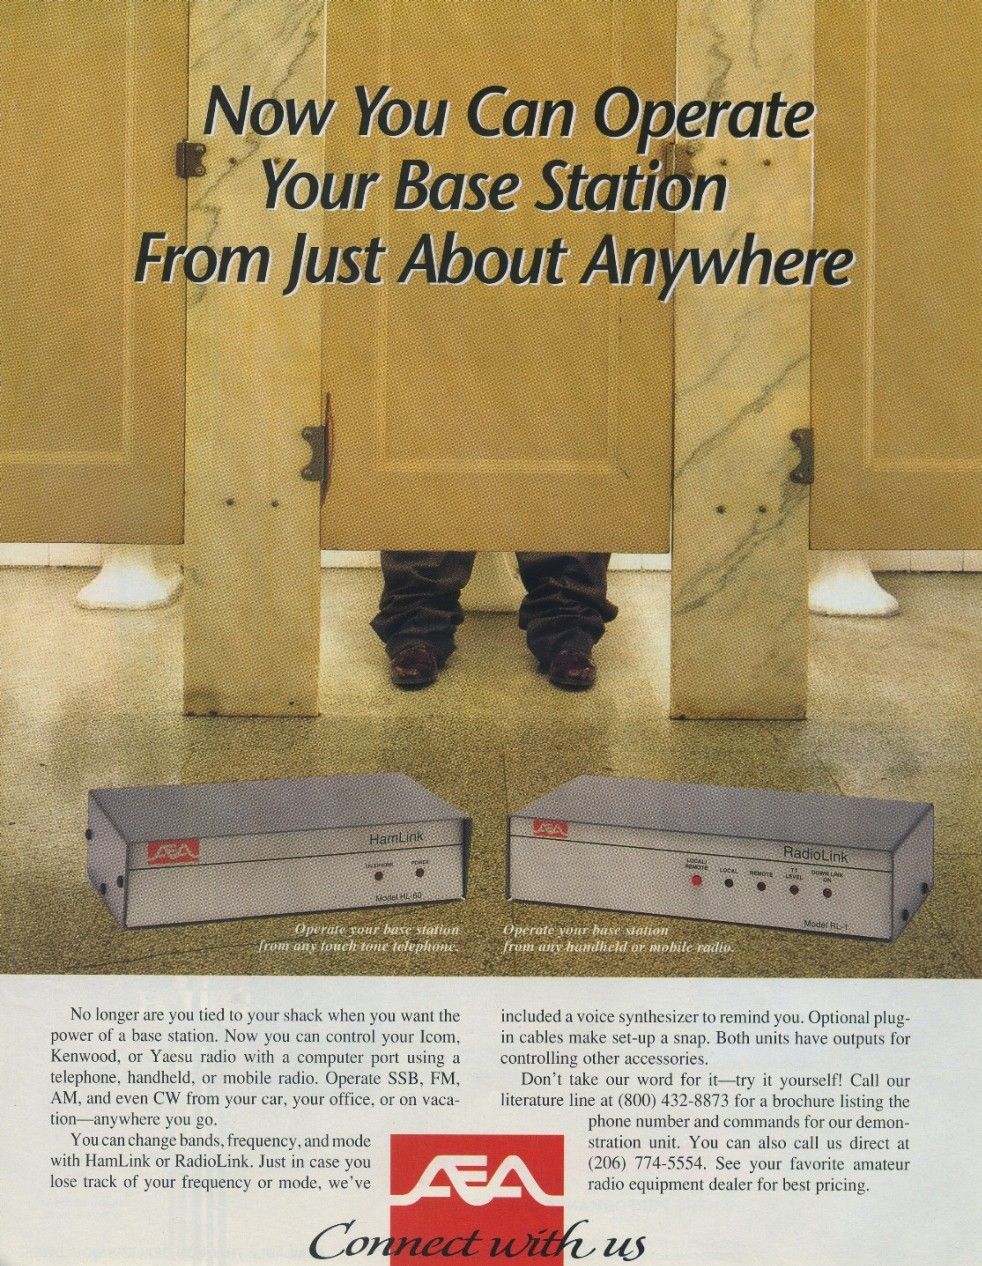 Now You Can Operate
Your Base Station
From Just About Anywhere
AEA
HamLink
TELEPHONE
POWER
Model HL-60
Operate your base station
from any touch tone telephone.
AEA
RadioLink
LOCAL/
REMOTE
LOCAL
REMOTE
TT
LEVEL
DOWN LINK
ON
Model RL-1
Operate your base station
from any handheld or mobile radio.
No longer are you tied to your shack when you want the
power of a base station. Now you can control your Icom,
Kenwood, or Yaesu radio with a computer port using a
telephone, handheld, or mobile radio. Operate SSB, FM,
AM, and even CW from your car, your office, or on vaca-
tion—anywhere you go.
You can change bands, frequency, and mode
with HamLink or RadioLink. Just in case you
lose track of your frequency or mode, we've
included a voice synthesizer to remind you. Optional plug-
in cables make set-up a snap. Both units have outputs for
controlling other accessories.
Don't take our word for it—try it yourself! Call our
literature line at (800) 432-8873 for a brochure listing the
phone number and commands for our demon-
stration unit. You can also call us direct at
(206) 774-5554. See your favorite amateur
radio equipment dealer for best pricing.
AEA
Connect with us